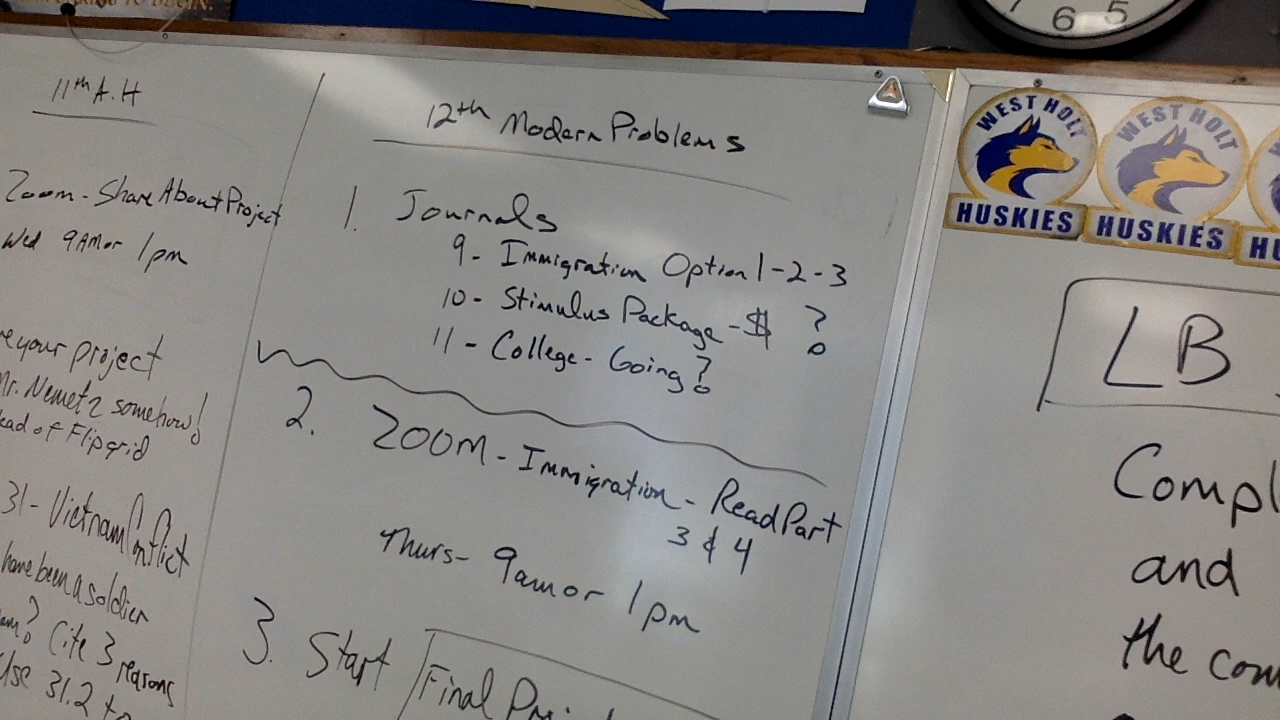 11th A.H
Zoom - Share About Project
Wed 9AM or 1pm
your project
Mr. Nemetz somehow!
of Flipgrid
31 - Vietnam Conflict
have been a soldier
? Cite 3 reasons
31.2 to
12th Modern Problems
1. Journals
9 - Immigration Option 1-2-3
10 - Stimulus Package - $ ?
11 - College - Going?
2. ZOOM - Immigration - Read Part
3 & 4
Thurs - 9am or 1pm
3. Start Final
6 5
WEST HOLT
HUSKIES
WEST HOLT
HUSKIES
LB
and
the